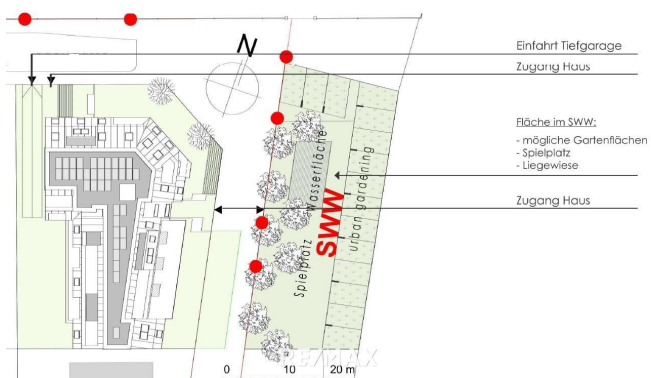 N
Einfahrt Tiefgarage
Zugang Haus
Fläche im SWW:
- mögliche Gartenflächen
- Spielplatz
- Liegewiese
Zugang Haus
Wasserfläche
urban gardening
SWW
Spielplatz
RE/MAX
0 10 20 m